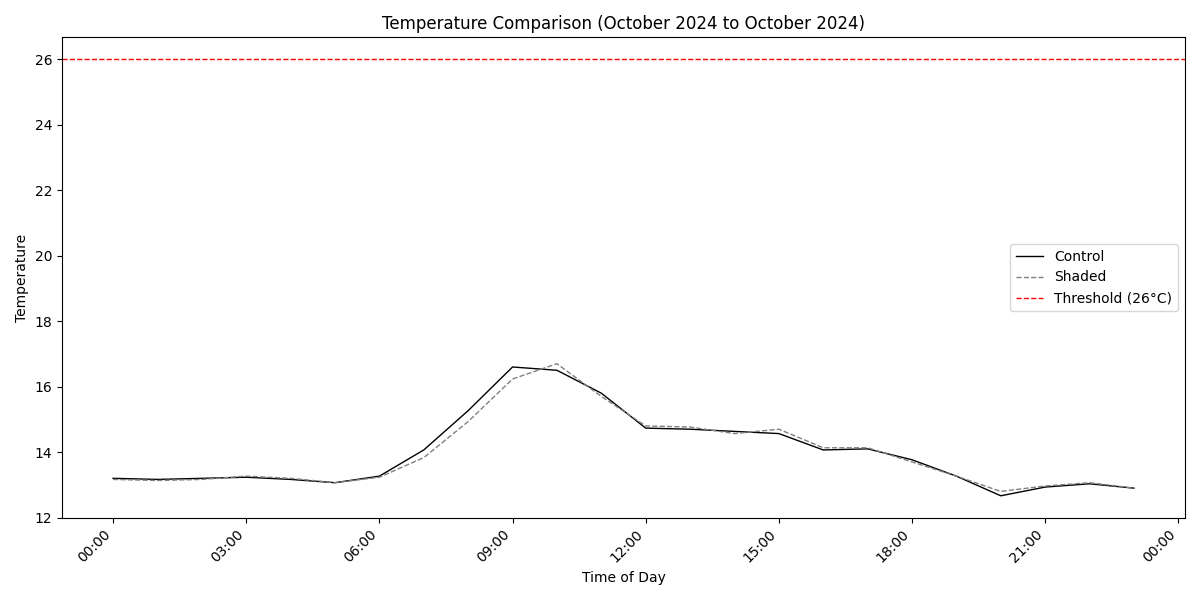 Temperature Comparison (October 2024 to October 2024)
26
24
22
20
18
16
14
12
Temperature
Control
Shaded
Threshold (26°C)
00:00
03:00
06:00
09:00
12:00
15:00
18:00
21:00
00:00
Time of Day